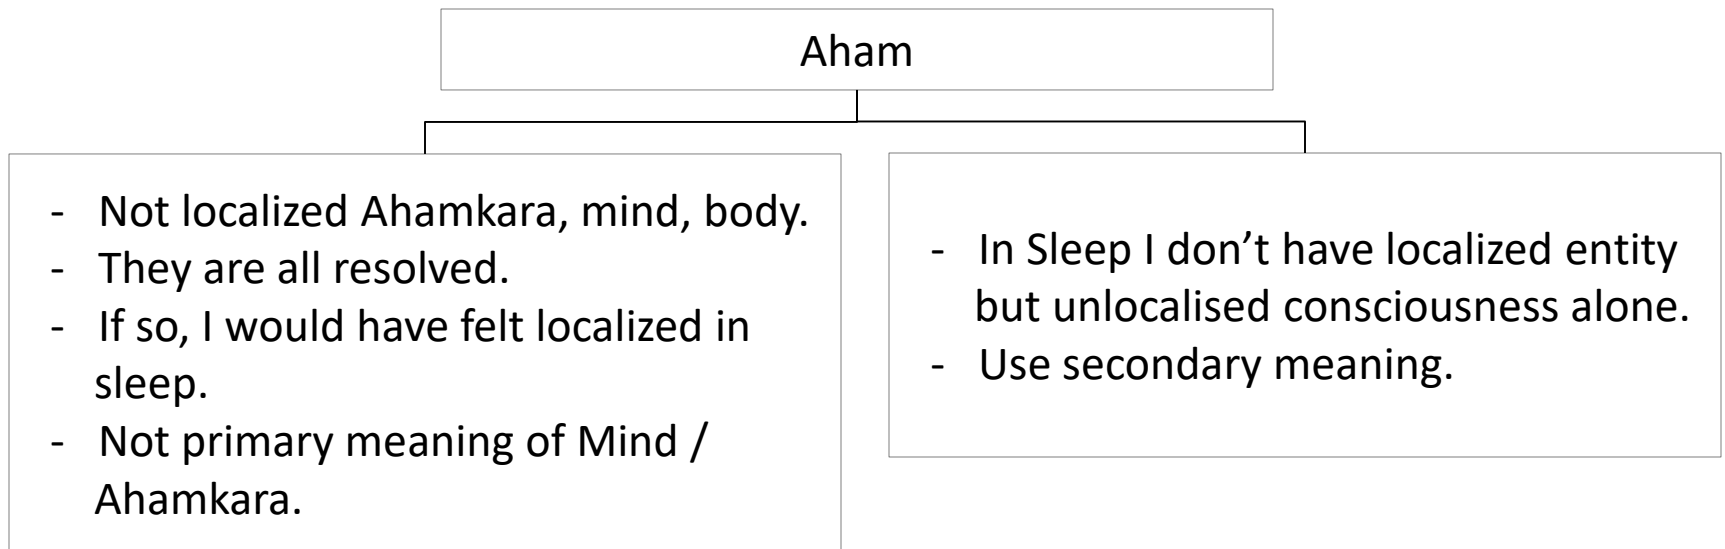 Aham
- Not localized Ahamkara, mind, body.
- They are all resolved.
- If so, I would have felt localized in
sleep.
- Not primary meaning of Mind /
Ahamkara.
- In Sleep I don’t have localized entity
but unlocalised consciousness alone.
- Use secondary meaning.